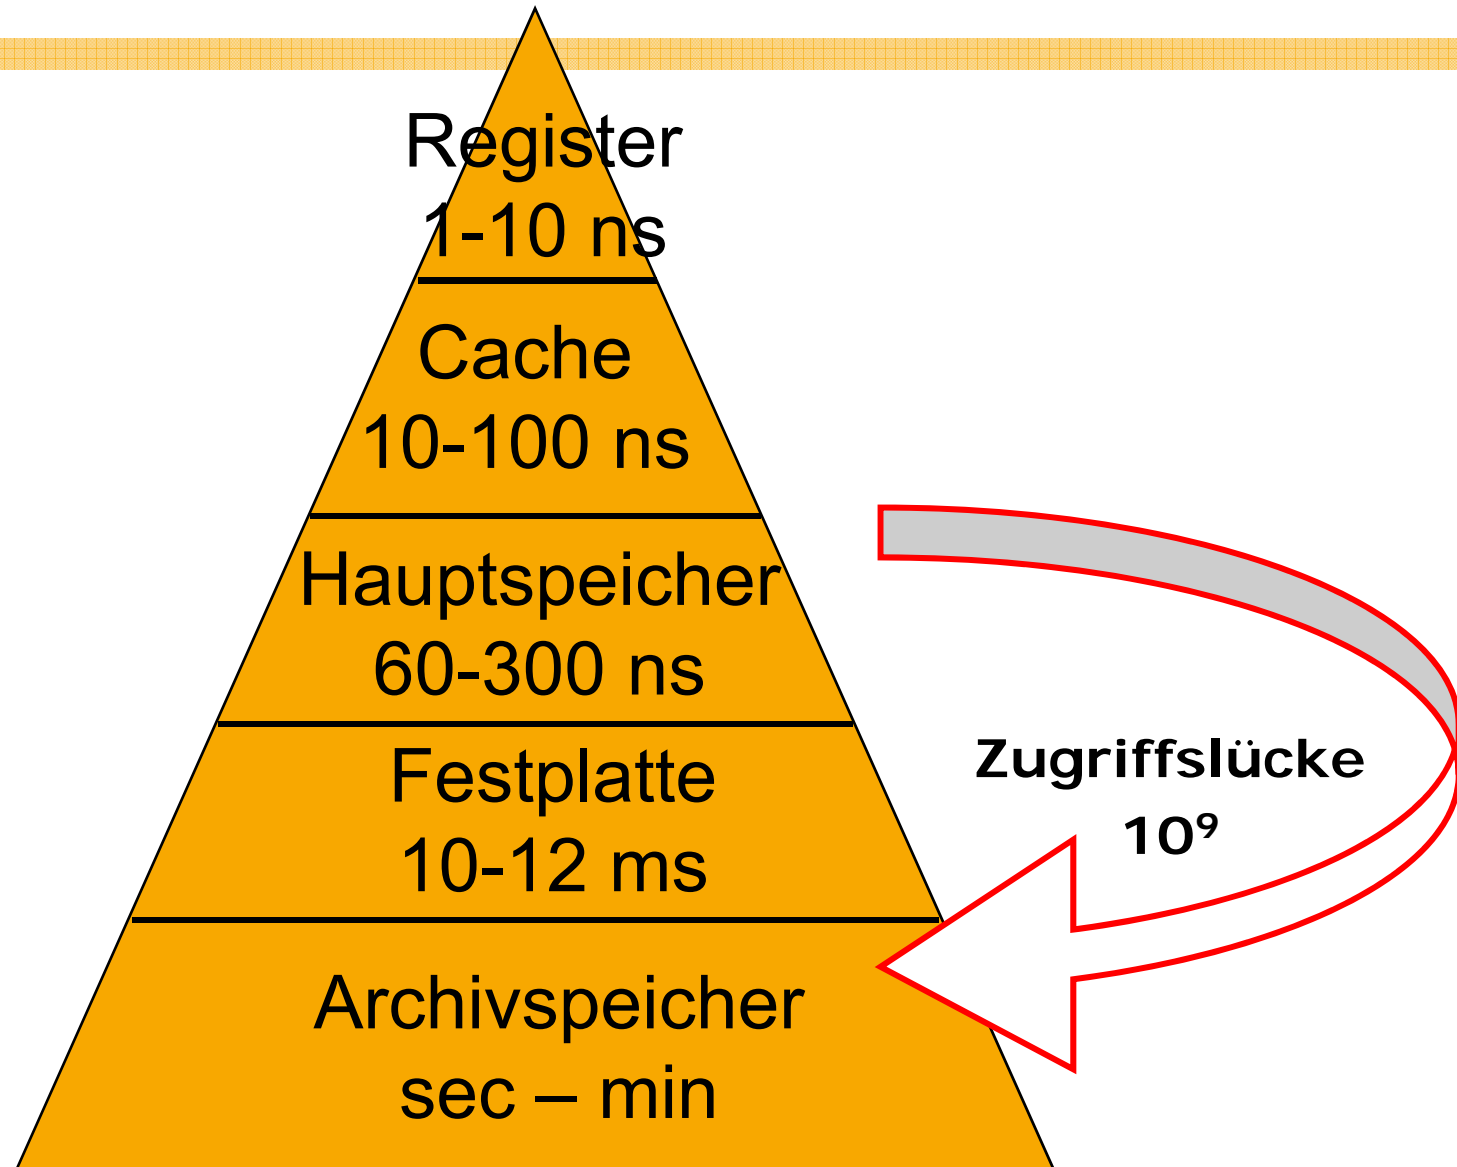 Register
1-10 ns
Cache
10-100 ns
Hauptspeicher
60-300 ns
Festplatte
10-12 ms
Zugriffslücke
10⁹
Archivspeicher
sec – min